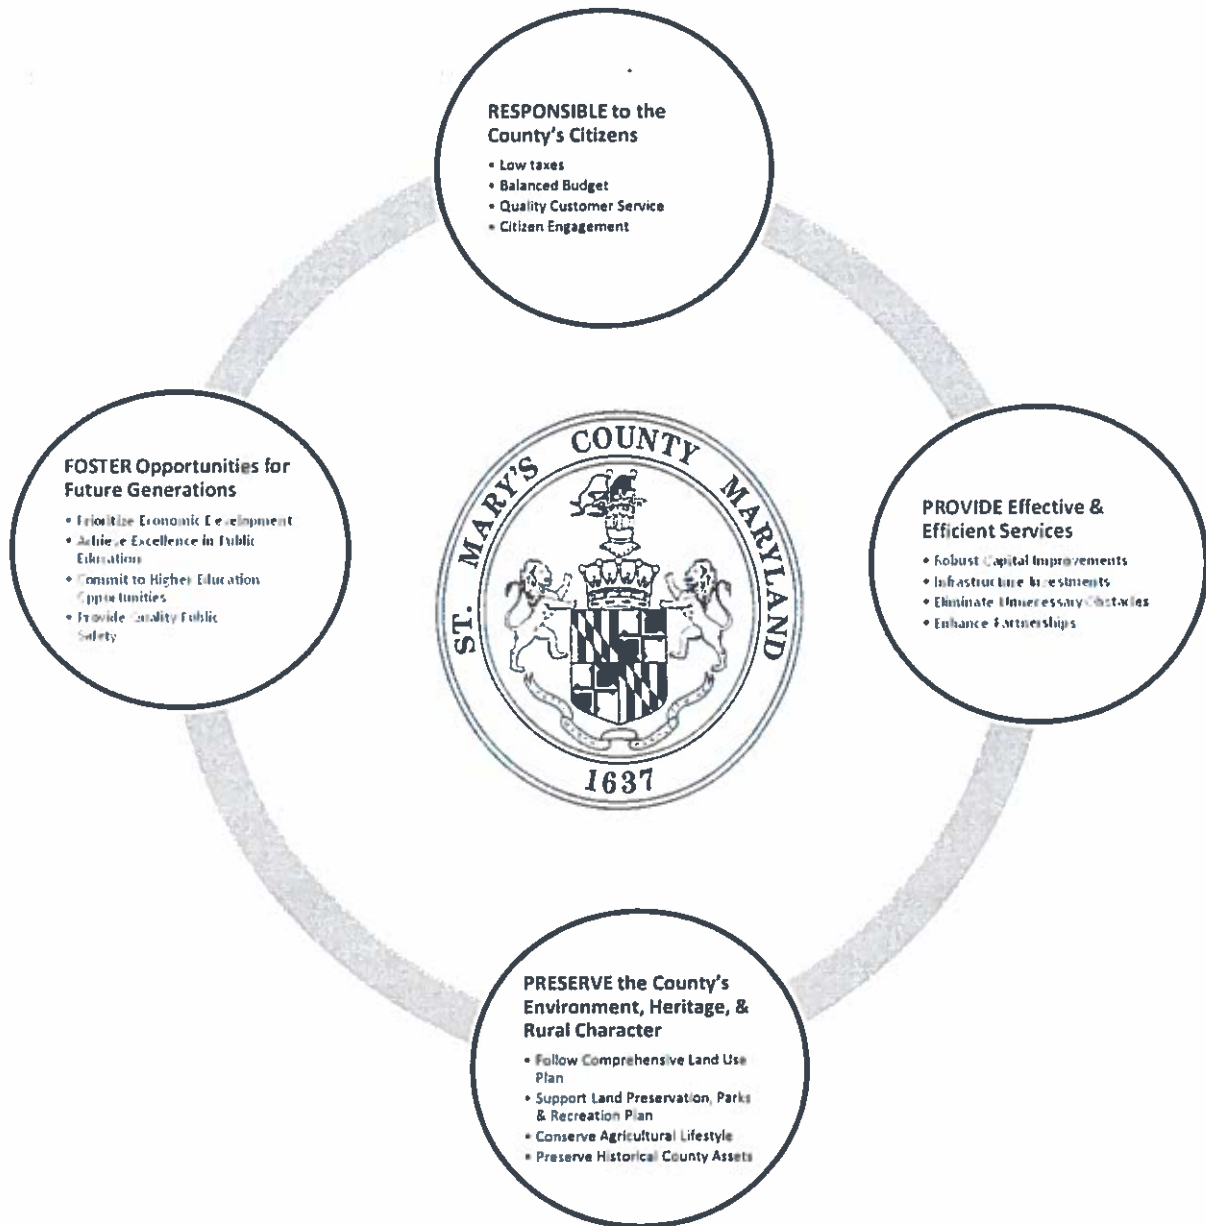 RESPONSIBLE to the
County's Citizens
• Low taxes
• Balanced Budget
• Quality Customer Service
• Citizen Engagement
FOSTER Opportunities for
Future Generations
• Prioritize Economic Development
• Achieve Excellence in Public
Education
• Commit to Higher Education
Opportunities
• Provide Quality Public
Safety
ST. MARY'S COUNTY MARYLAND
1637
PROVIDE Effective &
Efficient Services
• Robust Capital Improvements
• Infrastructure Investments
• Eliminate Unnecessary Obstacles
• Enhance Partnerships
PRESERVE the County's
Environment, Heritage, &
Rural Character
• Follow Comprehensive Land Use
Plan
• Support Land Preservation, Parks
& Recreation Plan
• Conserve Agricultural Lifestyle
• Preserve Historical County Assets